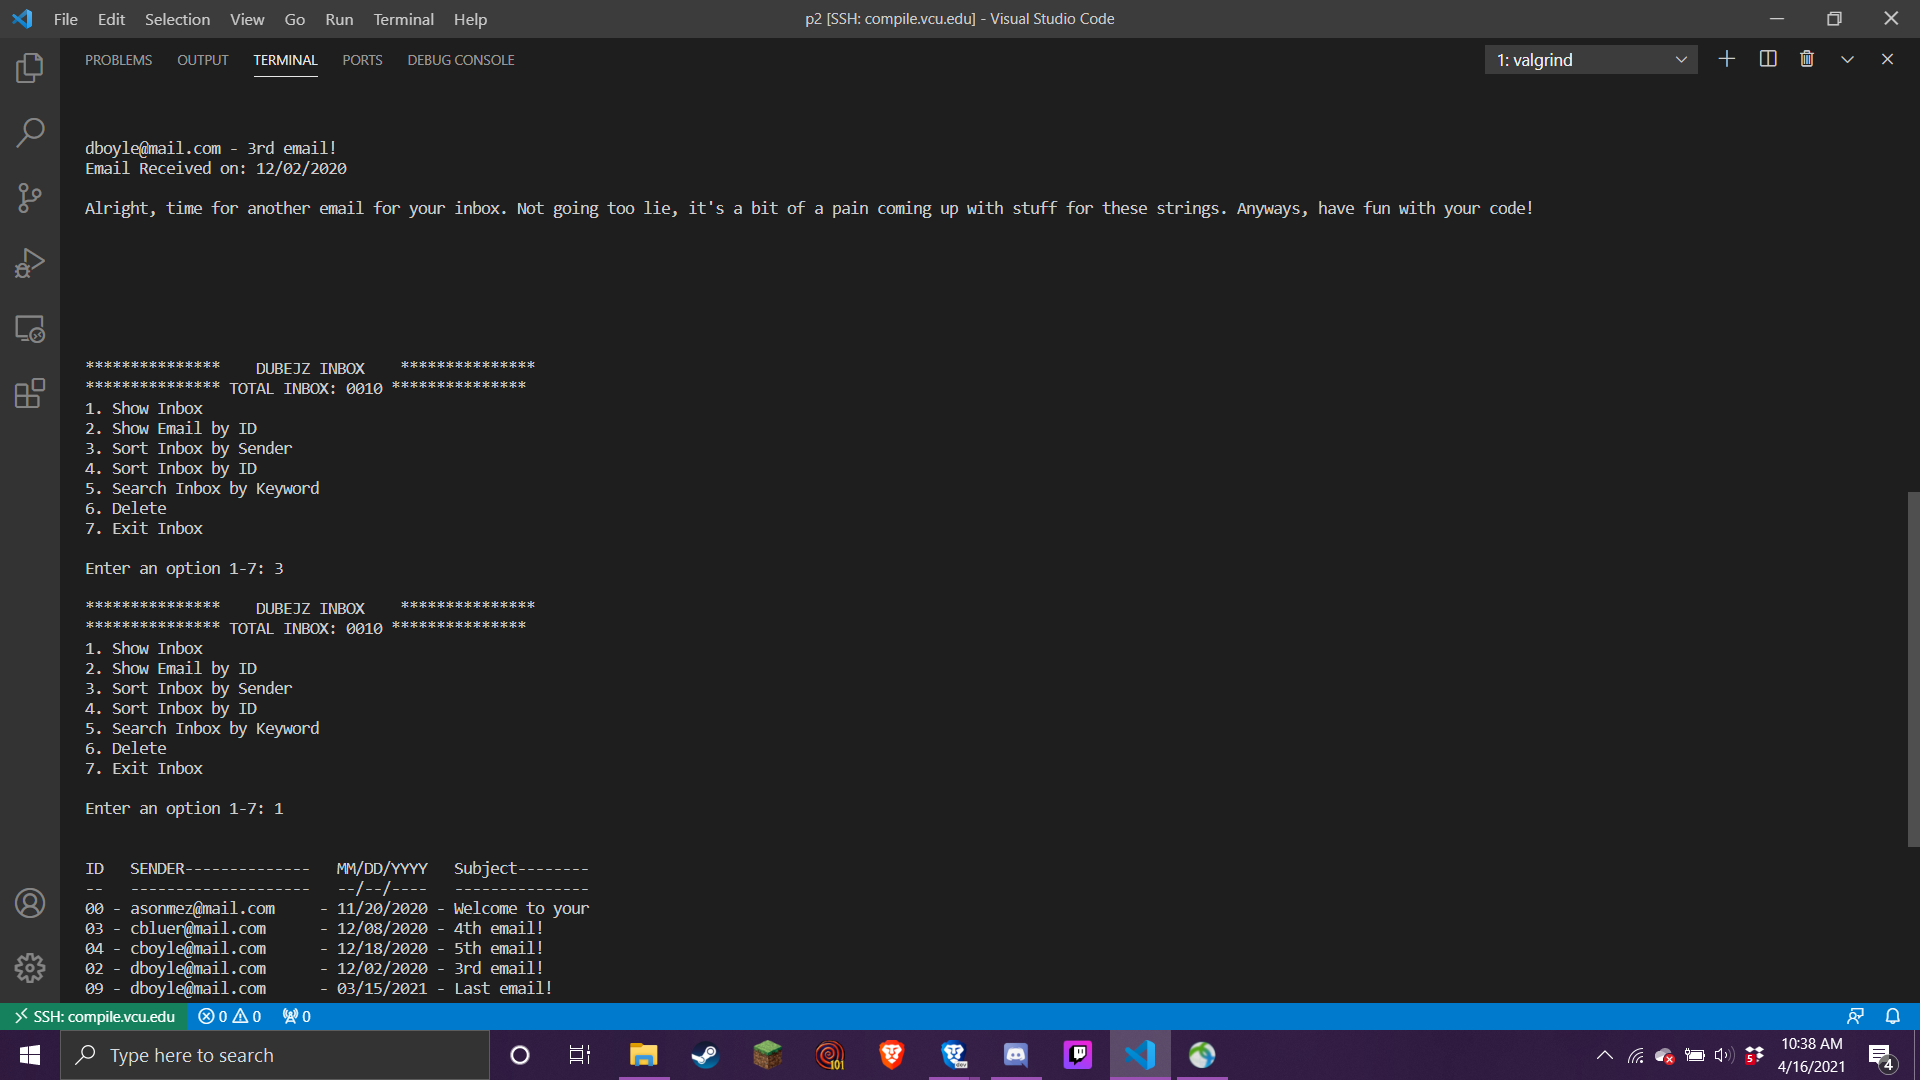 File Edit Selection View Go Run Terminal Help
p2 [SSH: compile.vcu.edu] - Visual Studio Code
PROBLEMS OUTPUT TERMINAL PORTS DEBUG CONSOLE
1: valgrind
dboyle@mail.com - 3rd email!
Email Received on: 12/02/2020
Alright, time for another email for your inbox. Not going too lie, it's a bit of a pain coming up with stuff for these strings. Anyways, have fun with your code!
*************** DUBEJZ INBOX ***************
*************** TOTAL INBOX: 0010 ***************
1. Show Inbox
2. Show Email by ID
3. Sort Inbox by Sender
4. Sort Inbox by ID
5. Search Inbox by Keyword
6. Delete
7. Exit Inbox
Enter an option 1-7: 3
*************** DUBEJZ INBOX ***************
*************** TOTAL INBOX: 0010 ***************
1. Show Inbox
2. Show Email by ID
3. Sort Inbox by Sender
4. Sort Inbox by ID
5. Search Inbox by Keyword
6. Delete
7. Exit Inbox
Enter an option 1-7: 1
ID SENDER-------------- MM/DD/YYYY Subject--------
-- -------------------- --/--/---- ---------------
00 - asonmez@mail.com - 11/20/2020 - Welcome to your
03 - cbluer@mail.com - 12/08/2020 - 4th email!
04 - cboyle@mail.com - 12/18/2020 - 5th email!
02 - dboyle@mail.com - 12/02/2020 - 3rd email!
09 - dboyle@mail.com - 03/15/2021 - Last email!
SSH: compile.vcu.edu 0 0 0
Type here to search
101
dev
5
10:38 AM
4/16/2021
4